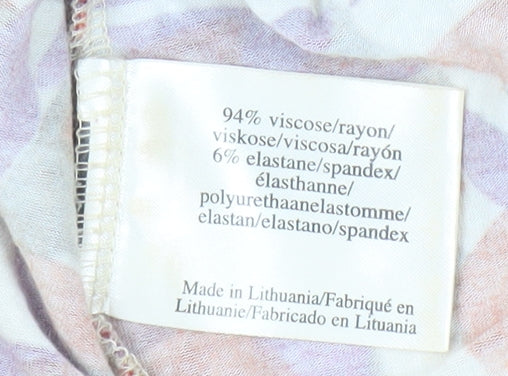 94% viscose/rayon/
viskose/viscosa/rayón
6% elastane/spandex/
élasthanne/
polyurethaanelastomme/
elastan/elastano/spandex
Made in Lithuania/Fabriqué en
Lithuanie/Fabricado en Lituania